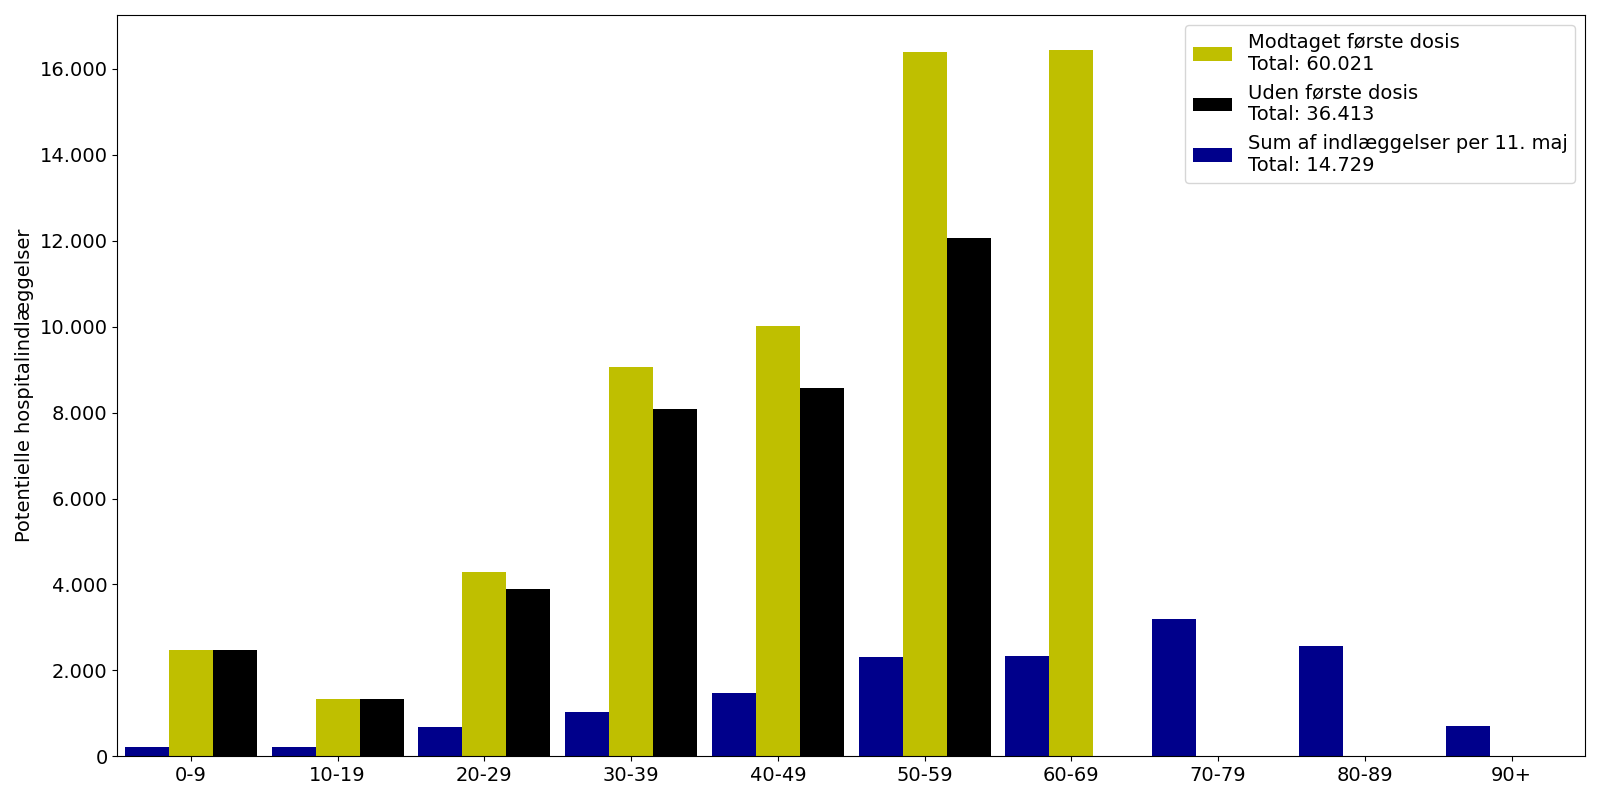 Modtaget første dosis
Total: 60.021
Uden første dosis
Total: 36.413
Sum af indlæggelser per 11. maj
Total: 14.729
Potentielle hospitalindlæggelser
16.000
14.000
12.000
10.000
8.000
6.000
4.000
2.000
0
0-9 10-19 20-29 30-39 40-49 50-59 60-69 70-79 80-89 90+